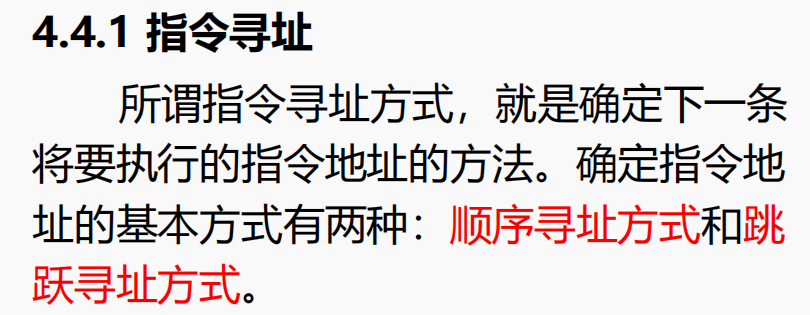 4.4.1 指令寻址
所谓指令寻址方式，就是确定下一条
将要执行的指令地址的方法。确定指令地
址的基本方式有两种：顺序寻址方式和跳
跃寻址方式。